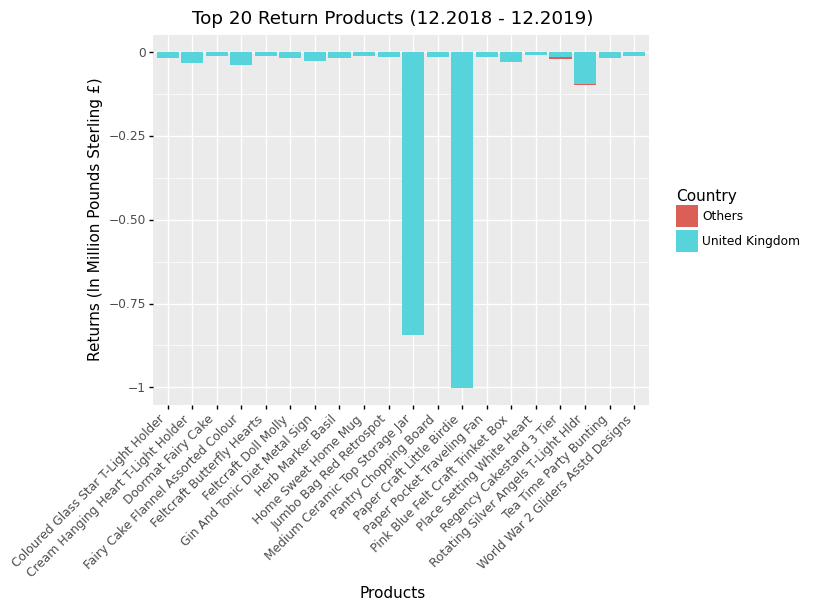 Top 20 Return Products (12.2018 - 12.2019)
Returns (In Million Pounds Sterling £)
0
−0.25
−0.50
−0.75
−1
Coloured Glass Star T-Light Holder
Cream Hanging Heart T-Light Holder
Doormat Fairy Cake
Fairy Cake Flannel Assorted Colour
Feltcraft Butterfly Hearts
Feltcraft Doll Molly
Gin And Tonic Diet Metal Sign
Herb Marker Basil
Home Sweet Home Mug
Jumbo Bag Red Retrospot
Medium Ceramic Top Storage Jar
Pantry Chopping Board
Paper Craft Little Birdie
Paper Pocket Traveling Fan
Pink Blue Felt Craft Trinket Box
Place Setting White Heart
Regency Cakestand 3 Tier
Rotating Silver Angels T-Light Hldr
Tea Time Party Bunting
World War 2 Gliders Asstd Designs
Products
Country
Others
United Kingdom